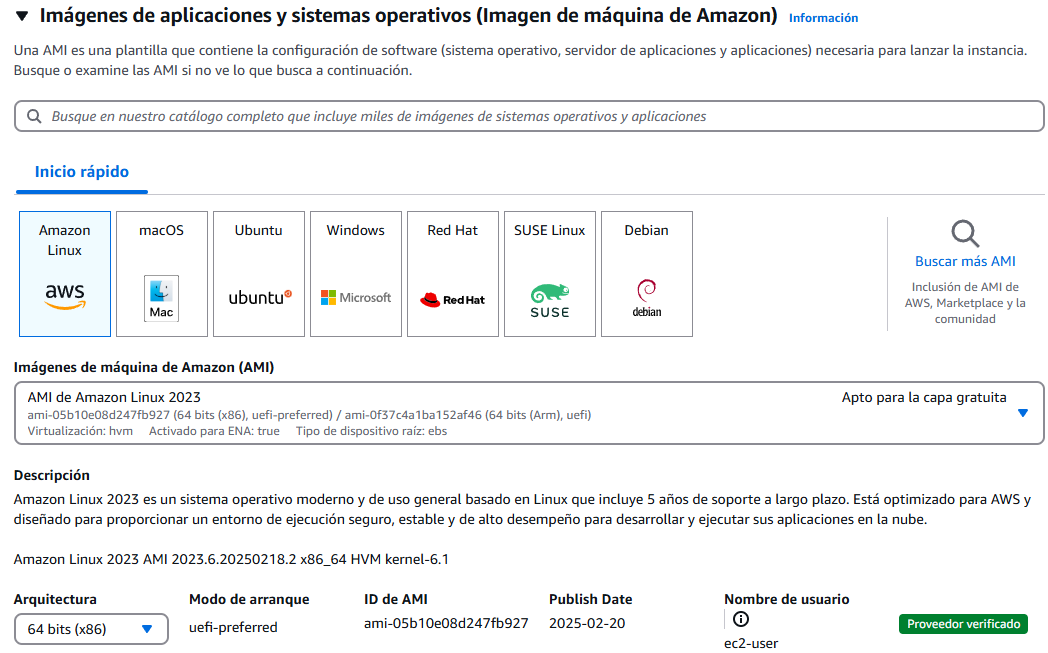 Imágenes de aplicaciones y sistemas operativos (Imagen de máquina de Amazon) Información
Una AMI es una plantilla que contiene la configuración de software (sistema operativo, servidor de aplicaciones y aplicaciones) necesaria para lanzar la instancia.
Busque o examine las AMI si no ve lo que busca a continuación.
Busque en nuestro catálogo completo que incluye miles de imágenes de sistemas operativos y aplicaciones
Inicio rápido
Amazon
Linux
aws
macOS
Mac
Ubuntu
ubuntu
Windows
Microsoft
Red Hat
Red Hat
SUSE Linux
SUSE
Debian
debian
Buscar más AMI
Inclusión de AMI de
AWS, Marketplace y la
comunidad
Imágenes de máquina de Amazon (AMI)
AMI de Amazon Linux 2023
Apto para la capa gratuita
ami-05b10e08d247fb927 (64 bits (x86), uefi-preferred) / ami-0f37c4a1ba152af46 (64 bits (Arm), uefi)
Virtualización: hvm Activado para ENA: true Tipo de dispositivo raíz: ebs
Descripción
Amazon Linux 2023 es un sistema operativo moderno y de uso general basado en Linux que incluye 5 años de soporte a largo plazo. Está optimizado para AWS y
diseñado para proporcionar un entorno de ejecución seguro, estable y de alto desempeño para desarrollar y ejecutar sus aplicaciones en la nube.
Amazon Linux 2023 AMI 2023.6.20250218.2 x86_64 HVM kernel-6.1
Arquitectura
64 bits (x86)
Modo de arranque
uefi-preferred
ID de AMI
ami-05b10e08d247fb927
Publish Date
2025-02-20
Nombre de usuario
ec2-user
Proveedor verificado